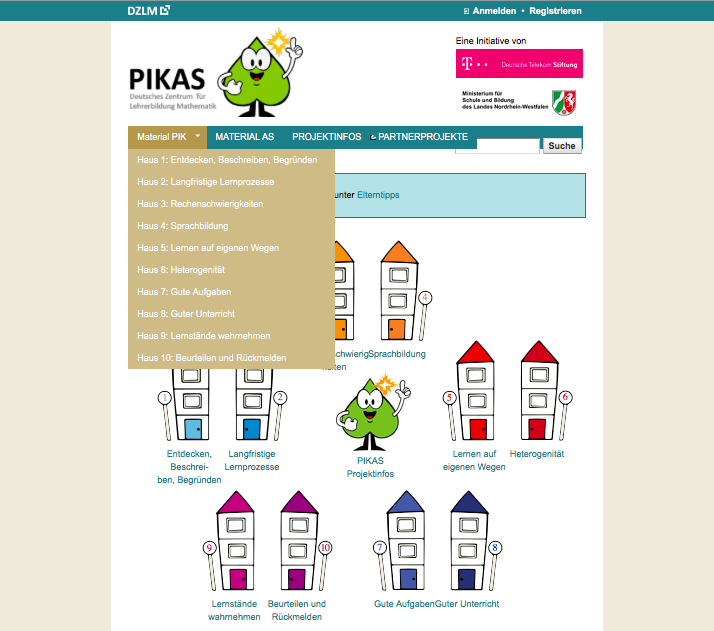 DZLM
Anmelden • Registrieren
PIKAS
Deutsches Zentrum für
Lehrerbildung Mathematik
Eine Initiative von
T Deutsche Telekom Stiftung
Ministerium für
Schule und Bildung
des Landes Nordrhein-Westfalen
Material PIK MATERIAL AS PROJEKTINFOS PARTNERPROJEKTE
Suche
Haus 1: Entdecken, Beschreiben, Begründen
Haus 2: Langfristige Lernprozesse
Haus 3: Rechenschwierigkeiten
Haus 4: Sprachbildung
Haus 5: Lernen auf eigenen Wegen
Haus 6: Heterogenität
Haus 7: Gute Aufgaben
Haus 8: Guter Unterricht
Haus 9: Lernstände wahrnehmen
Haus 10: Beurteilen und Rückmelden
unter Elterntipps
4
schwierig
keiten
Sprachbildung
1
2
5
6
Entdecken,
Beschrei-
ben, Begründen
Langfristige
Lernprozesse
PIKAS
Projektinfos
Lernen auf
eigenen Wegen
Heterogenität
9
10
7
8
Lernstände
wahrnehmen
Beurteilen und
Rückmelden
Gute Aufgaben
Guter Unterricht